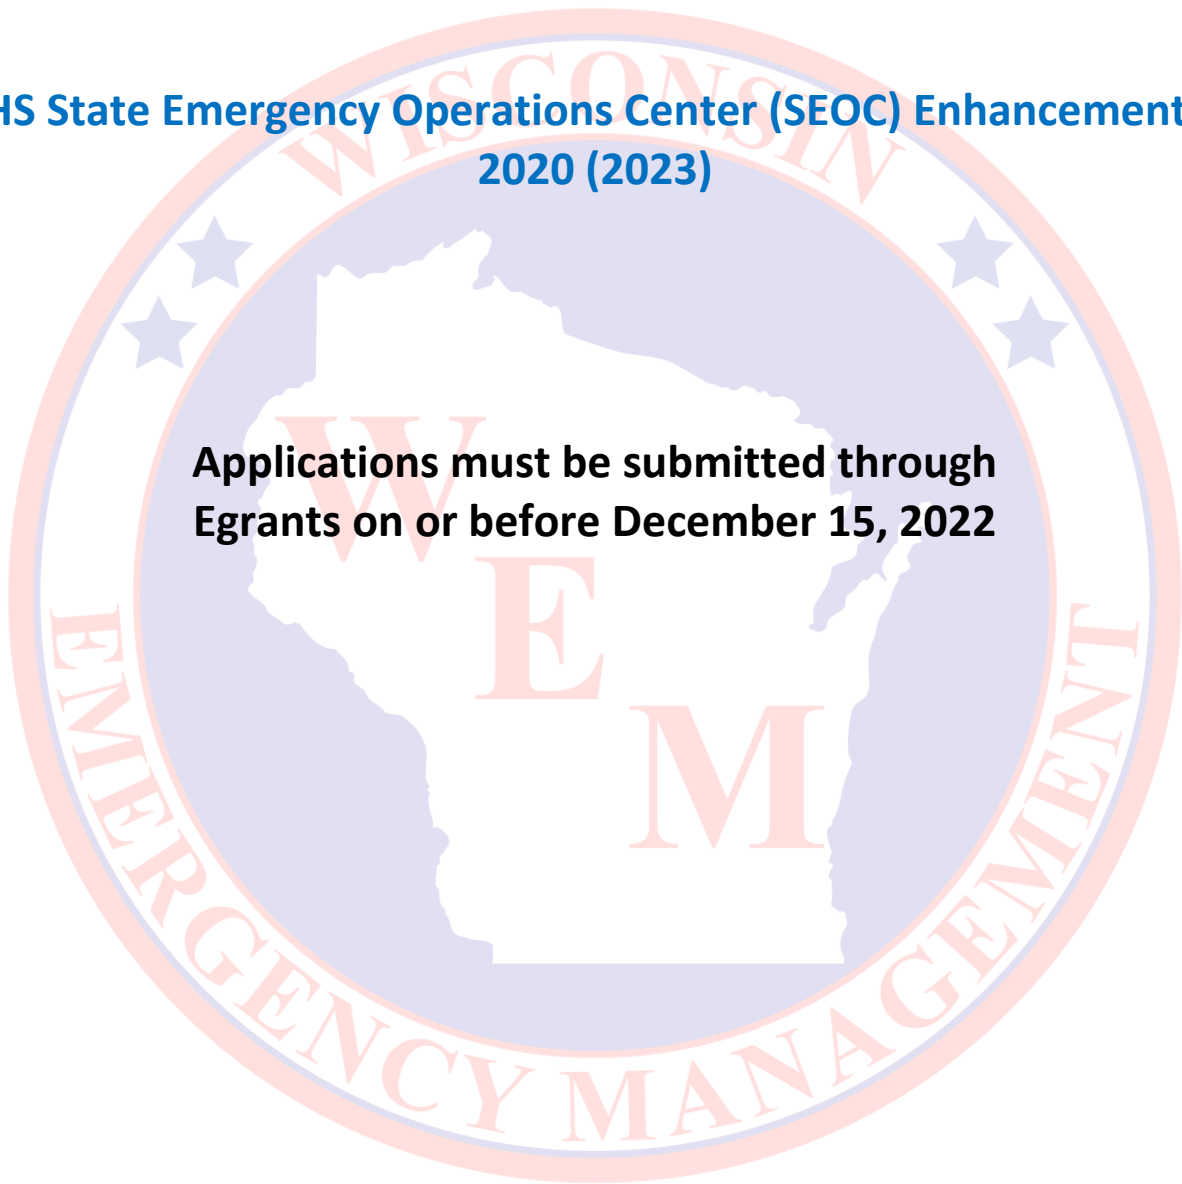 HS State Emergency Operations Center (SEOC) Enhancement
2020 (2023)
Applications must be submitted through
Egrants on or before December 15, 2022
WISCONSIN
W
E
M
EMERGENCY MANAGEMENT